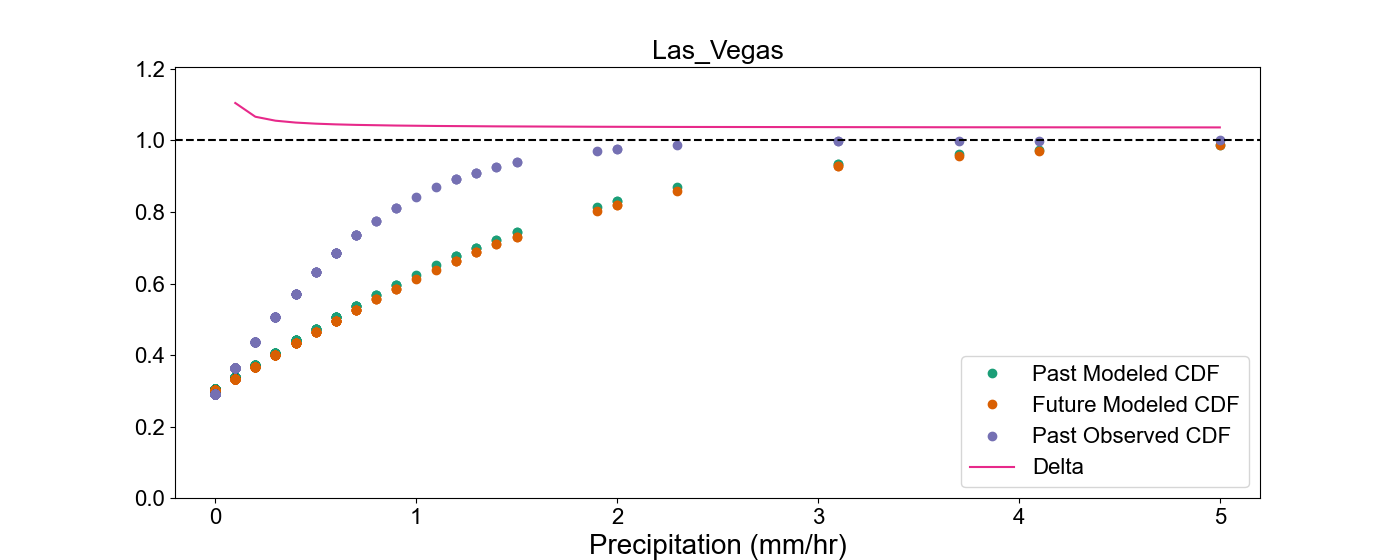 Las_Vegas
1.2
1.0
0.8
0.6
0.4
0.2
0.0
Past Modeled CDF
Future Modeled CDF
Past Observed CDF
Delta
0 1 2 3 4 5
Precipitation (mm/hr)